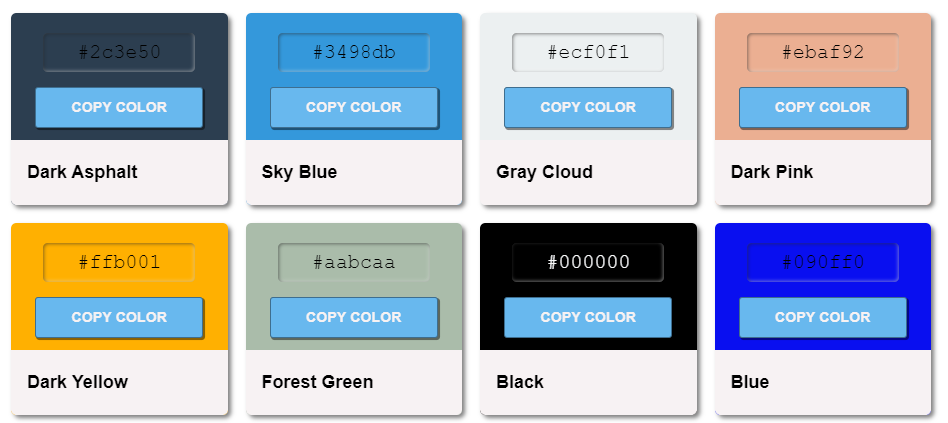 #2c3e50
COPY COLOR
Dark Asphalt
#3498db
COPY COLOR
Sky Blue
#ecf0f1
COPY COLOR
Gray Cloud
#ebaf92
COPY COLOR
Dark Pink
#ffb001
COPY COLOR
Dark Yellow
#aabcaa
COPY COLOR
Forest Green
#000000
COPY COLOR
Black
#090ff0
COPY COLOR
Blue